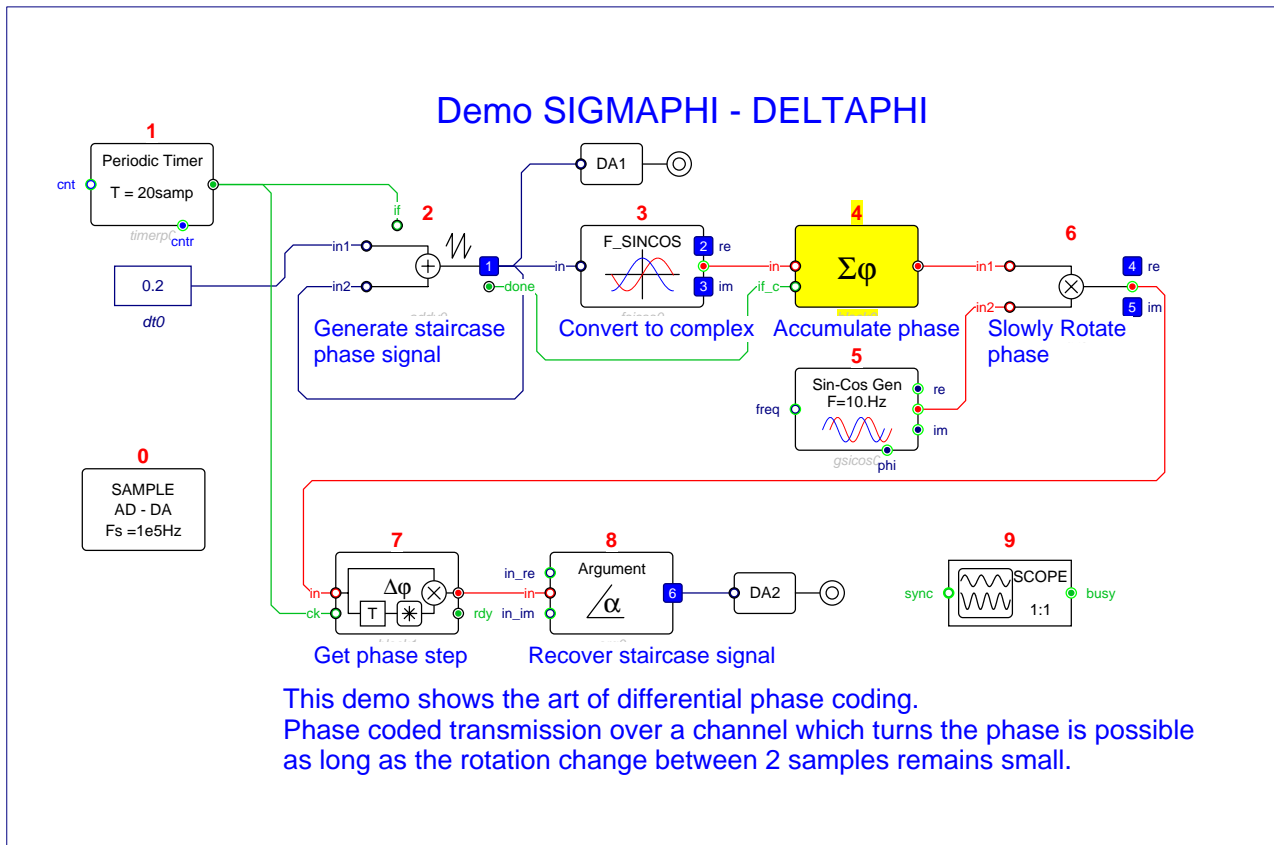 Demo SIGMAPHI - DELTAPHI
1
Periodic Timer
T = 20samp
cnt
cntr
if
2
in1
in2
1
done
0.2
dt0
Generate staircase
phase signal
DA1
3
F_SINCOS
in
2 re
3 im
Convert to complex
4
Σφ
in
if_c
Accumulate phase
6
in1
in2
4 re
5 im
Slowly Rotate
phase
5
Sin-Cos Gen
F=10.Hz
freq
re
im
phi
0
SAMPLE
AD - DA
Fs =1e5Hz
7
Δφ
in
ck
T
rdy
Get phase step
8
Argument
α
in_re
in
in_im
6
DA2
Recover staircase signal
9
SCOPE
1:1
sync
busy
This demo shows the art of differential phase coding.
Phase coded transmission over a channel which turns the phase is possible
as long as the rotation change between 2 samples remains small.